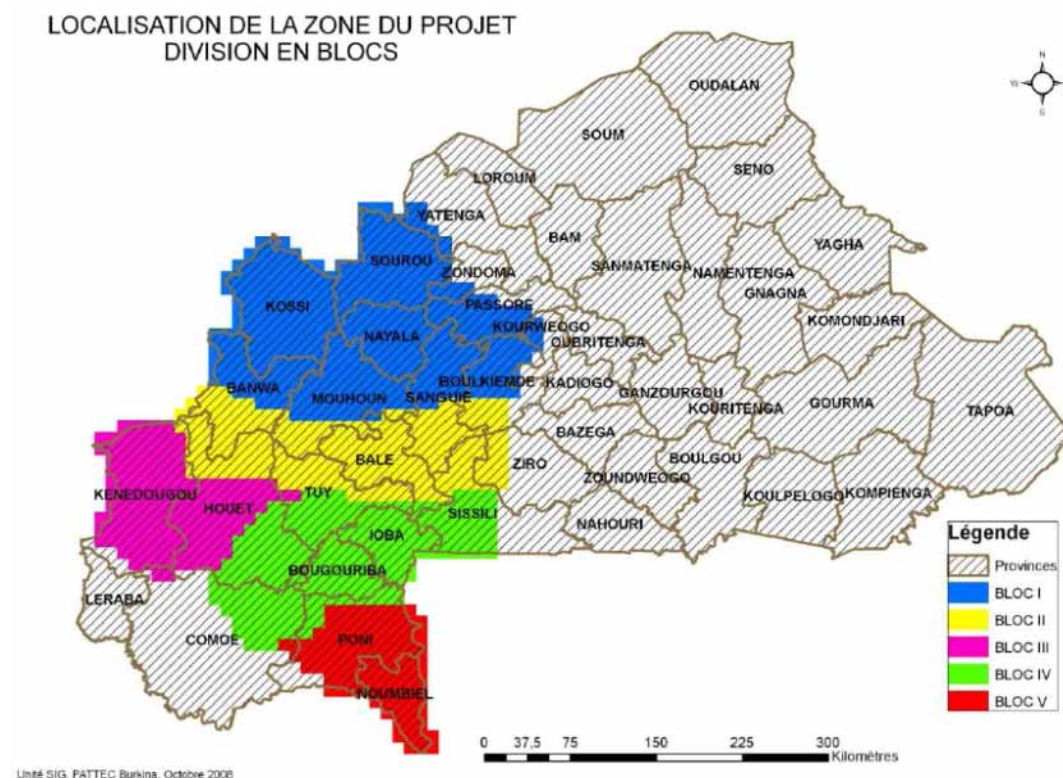 LOCALISATION DE LA ZONE DU PROJET
DIVISION EN BLOCS
N
W
S
OUDALAN
SOUM
SENO
LOROUM
YATENGA
BAM
YAGHA
SOUROU
ZONDOMA
SANMATENGA
NAMENTENGA
GNAGNA
KOSSI
PASSORE
KOMONDJARI
NAYALA
KOURWEOGO
OUBRITENGA
BANWA
MOUHOUN
SANGUIE
BOULKIEMDE
KADIOGO
GANZOURGOU
KOURITENGA
GOURMA
TAPOA
BAZEGA
BALE
ZIRO
BOULGOU
ZOUNDWEOGO
KENEDOUGOU
HOUET
TUY
SISSILI
KOULPELOGO
KOMPIENGA
IOBA
NAHOURI
BOUGOURIBA
LERABA
COMOE
PONI
NOUMBIEL
Légende
Provinces
BLOC I
BLOC II
BLOC III
BLOC IV
BLOC V
0 37,5 75 150 225 300
Kilomètres
Unité SIG, PATTEC Burkina, Octobre 2008